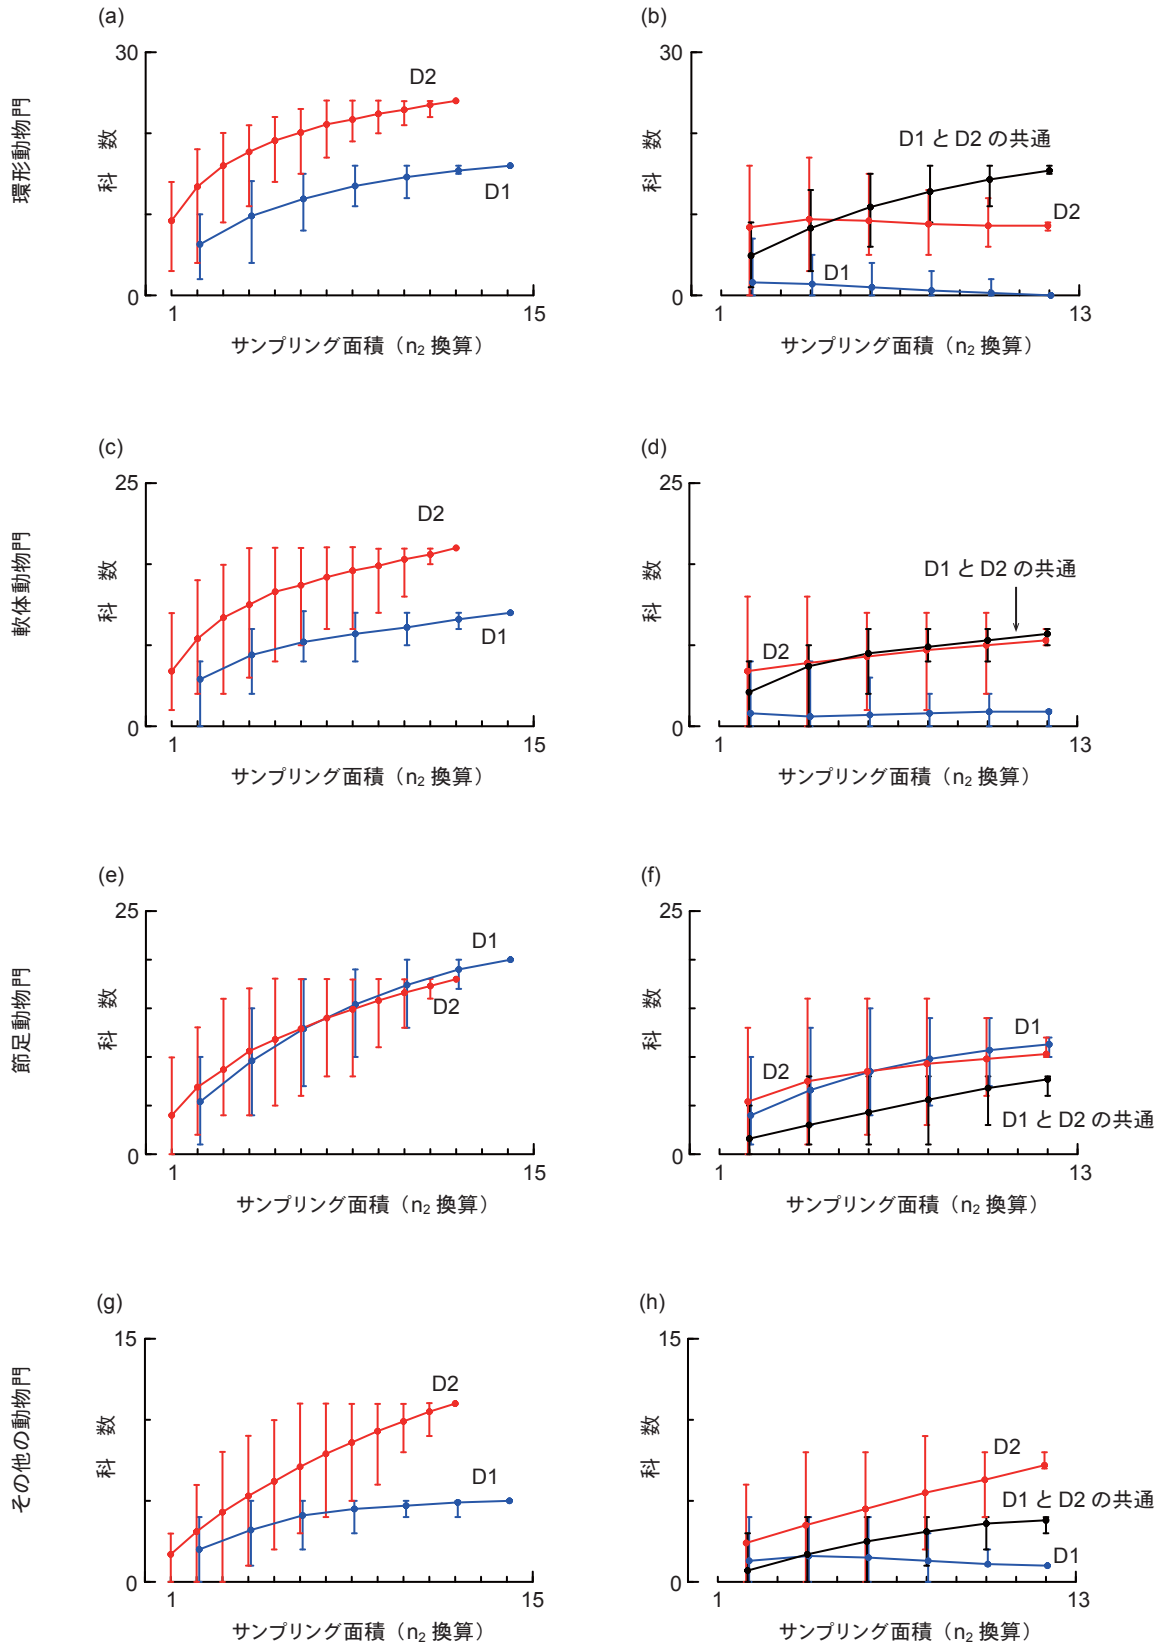 (a)
環形動物門
科 数
30
0
D2
D1
1
15
サンプリング面積（n₂ 換算）
(b)
科 数
30
0
D1 と D2 の共通
D2
D1
1
13
サンプリング面積（n₂ 換算）
(c)
軟体動物門
科 数
25
0
D2
D1
1
15
サンプリング面積（n₂ 換算）
(d)
科 数
25
0
D1 と D2 の共通
D2
1
13
サンプリング面積（n₂ 換算）
(e)
節足動物門
科 数
25
0
D1
D2
1
15
サンプリング面積（n₂ 換算）
(f)
科 数
25
0
D1
D2
D1 と D2 の共通
1
13
サンプリング面積（n₂ 換算）
(g)
その他の動物門
科 数
15
0
D2
D1
1
15
サンプリング面積（n₂ 換算）
(h)
科 数
15
0
D2
D1 と D2 の共通
D1
1
13
サンプリング面積（n₂ 換算）